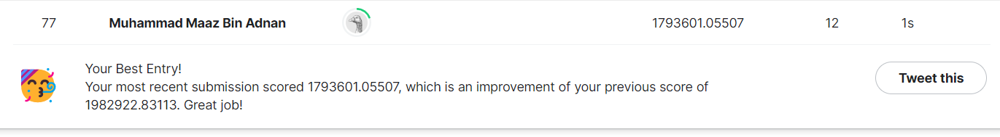 77 Muhammad Maaz Bin Adnan 1793601.05507 12 1s
Your Best Entry!
Your most recent submission scored 1793601.05507, which is an improvement of your previous score of
1982922.83113. Great job!
Tweet this